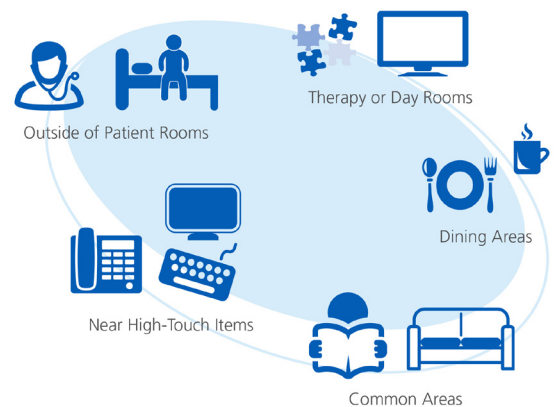 Outside of Patient Rooms
Therapy or Day Rooms
Dining Areas
Near High-Touch Items
Common Areas